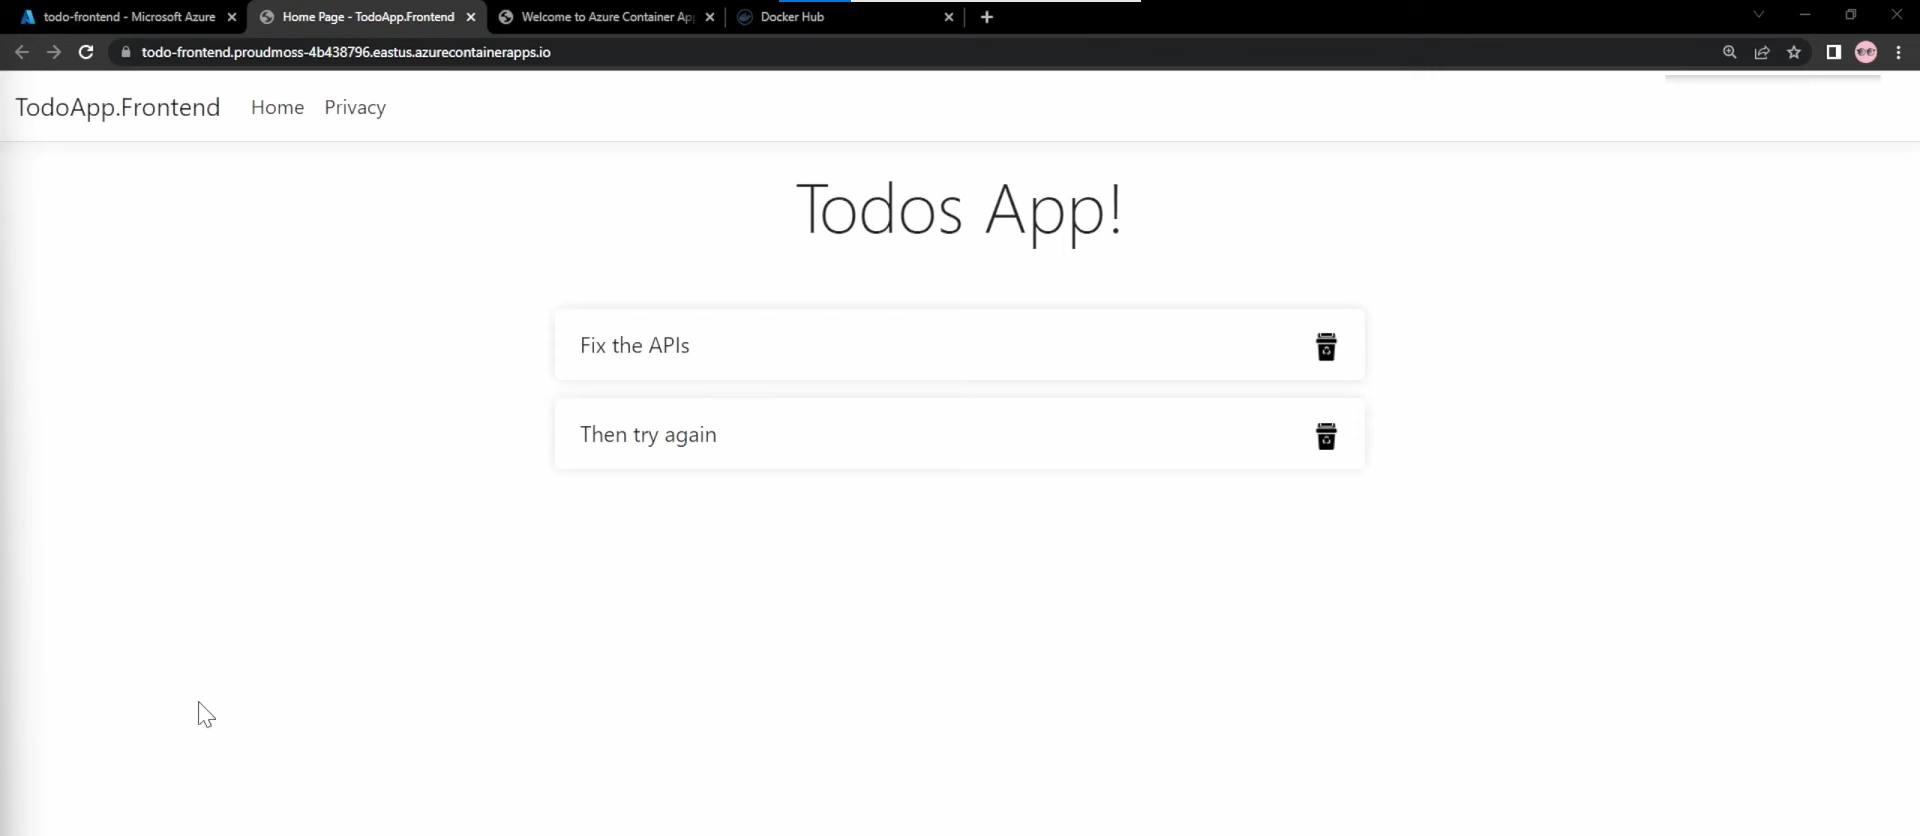 todo-frontend - Microsoft Azure
Home Page - TodoApp.Frontend
Welcome to Azure Container App
Docker Hub
todo-frontend.proudmoss-4b438796.eastus.azurecontainerapps.io
TodoApp.Frontend Home Privacy
Todos App!
Fix the APIs
Then try again